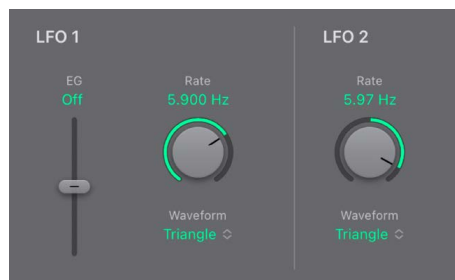 LFO 1
EG
Off
Rate
5.900 Hz
Waveform
Triangle
LFO 2
Rate
5.97 Hz
Waveform
Triangle